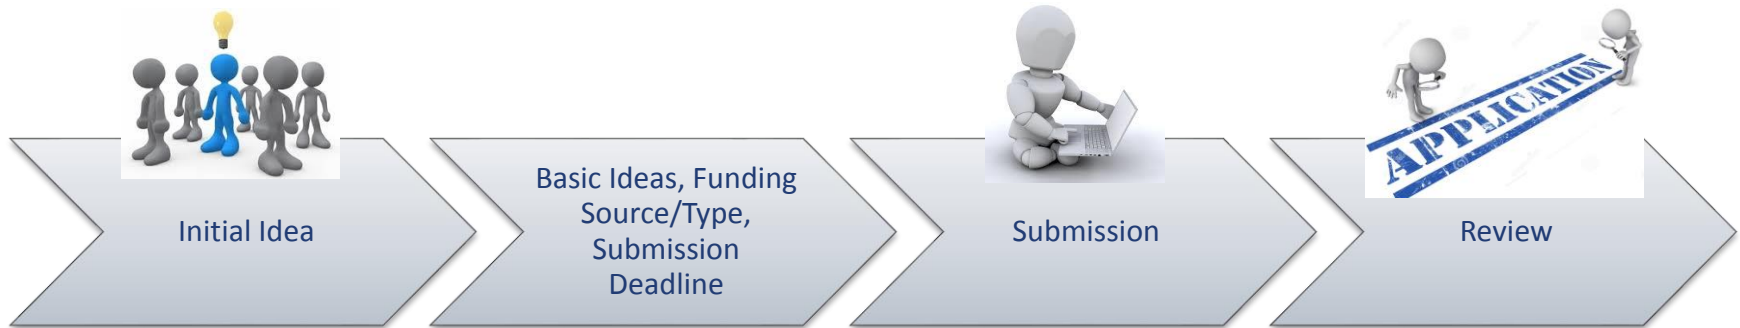 Initial Idea
Basic Ideas, Funding
Source/Type,
Submission
Deadline
Submission
APPLICATION
Review